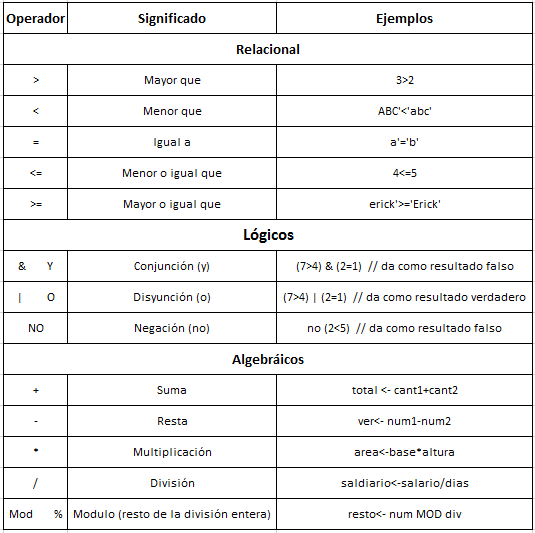 Operador Significado Ejemplos
Relacional
> Mayor que 3>2
< Menor que ABC'<'abc'
= Igual a a'='b'
<= Menor o igual que 4<=5
>= Mayor o igual que erick'>='Erick'
Lógicos
& Y Conjunción (y) (7>4) & (2=1) // da como resultado falso
| O Disyunción (o) (7>4) | (2=1) // da como resultado verdadero
NO Negación (no) no (2<5) // da como resultado falso
Algebráicos
+ Suma total <- cant1+cant2
- Resta ver<- num1-num2
* Multiplicación area<-base*altura
/ División saldiario<-salario/dias
Mod % Modulo (resto de la división entera) resto<- num MOD div